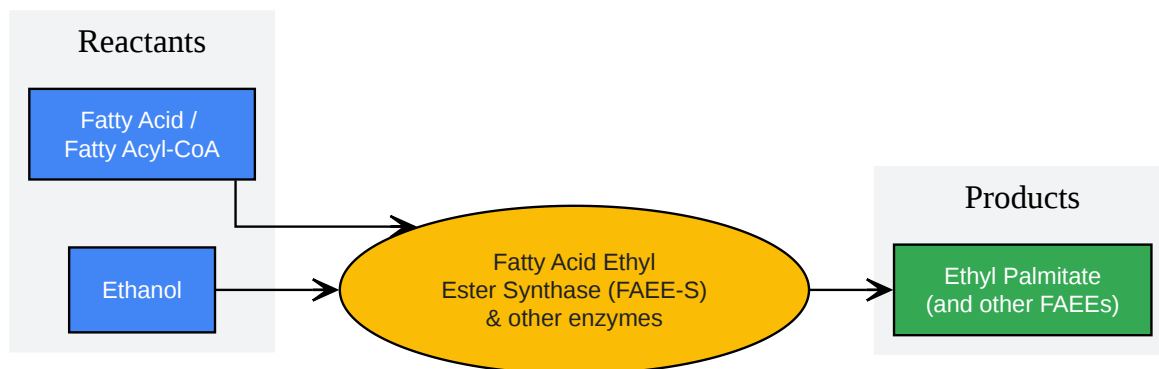 Reactants
Fatty Acid /
Fatty Acyl-CoA
Ethanol
Fatty Acid Ethyl
Ester Synthase (FAEE-S)
& other enzymes
Products
Ethyl Palmitate
(and other FAEEs)